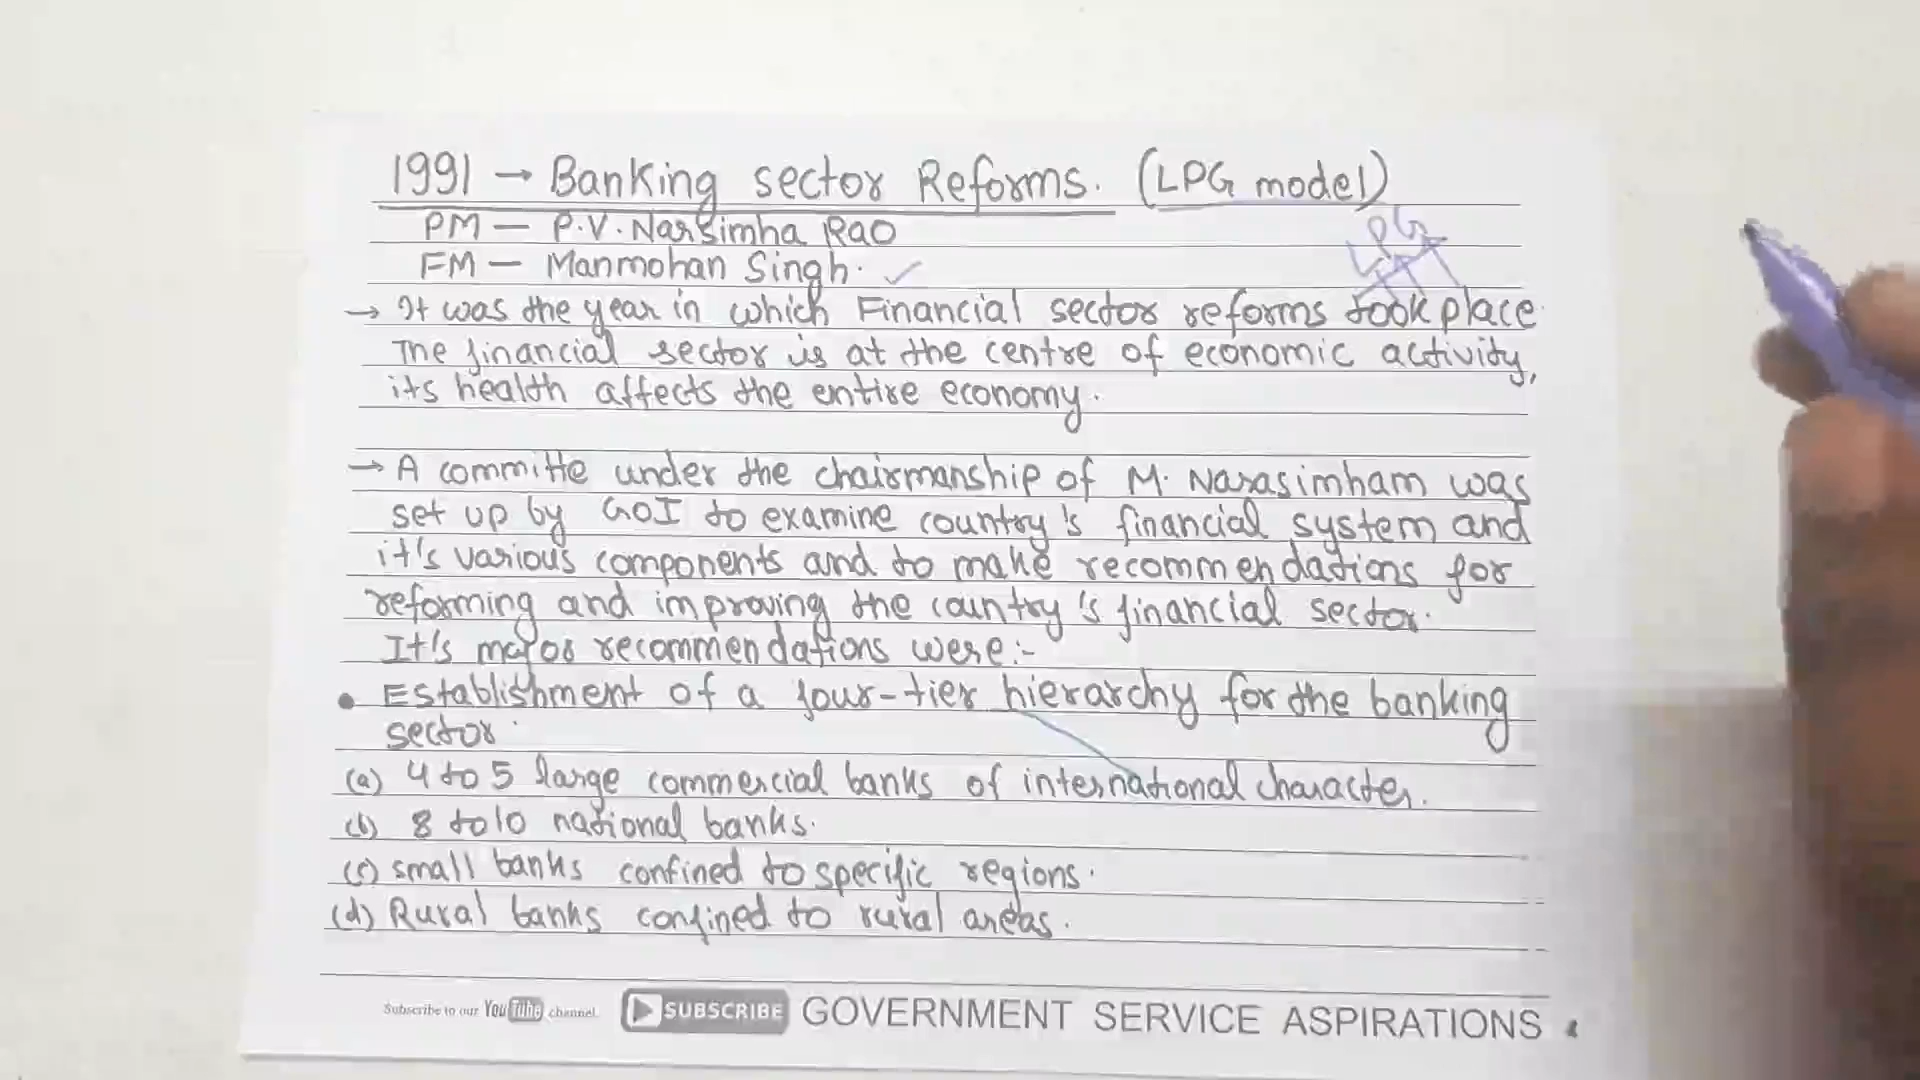 1991 → Banking sector Reforms. (LPG model)
PM — P.V. Narsimha Rao
FM — Manmohan Singh. ✓
LPG
→ It was the year in which Financial sector reforms took place.
The financial sector is at the centre of economic activity,
its health affects the entire economy.
→ A committe under the chairmanship of M. Narasimham was
set up by GOI to examine country's financial system and
it's various components and to make recommendations for
reforming and improving the country's financial sector.
It's major recommendations were:-
• Establishment of a four-tier hierarchy for the banking
sector.
(a) 4 to 5 large commercial banks of international character.
(b) 8 to 10 national banks.
(c) small banks confined to specific regions.
(d) Rural banks confined to rural areas.
Subscribe to our YouTube channel. SUBSCRIBE GOVERNMENT SERVICE ASPIRATIONS